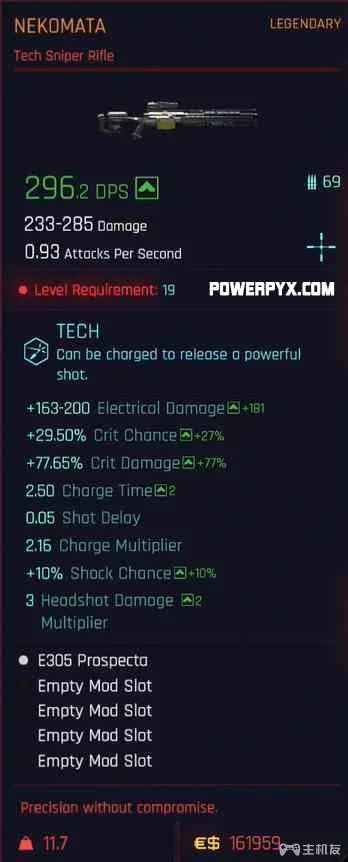 NEKOMATA
LEGENDARY
Tech Sniper Rifle
296.2 DPS
69
233-285 Damage
0.93 Attacks Per Second
Level Requirement: 19
POWERPYX.COM
TECH
Can be charged to release a powerful
shot.
+163-200 Electrical Damage +181
+29.50% Crit Chance +27%
+77.65% Crit Damage +77%
2.50 Charge Time 2
0.05 Shot Delay
2.16 Charge Multiplier
+10% Shock Chance +10%
3 Headshot Damage 2
Multiplier
E305 Prospecta
Empty Mod Slot
Empty Mod Slot
Empty Mod Slot
Empty Mod Slot
Precision without compromise.
11.7
€$ 161959
主机友